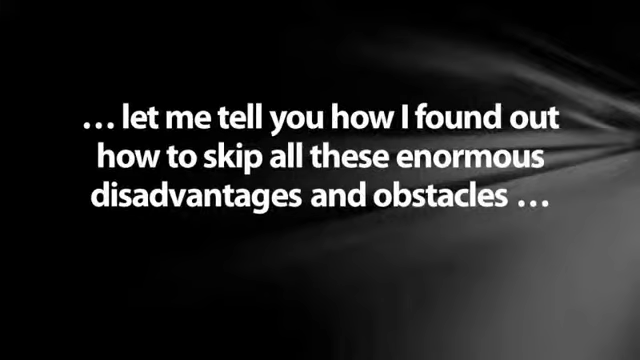 … let me tell you how I found out
how to skip all these enormous
disadvantages and obstacles …